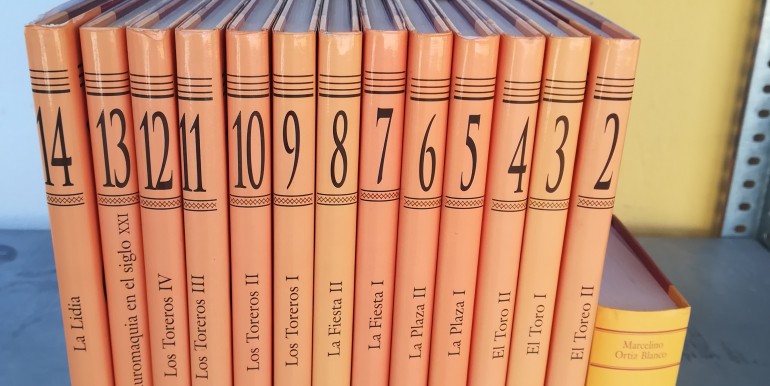 14
La Lidia
13
uromaquia en el siglo XXI
12
Los Toreros IV
11
Los Toreros III
10
Los Toreros II
9
Los Toreros I
8
La Fiesta II
7
La Fiesta I
6
La Plaza II
5
La Plaza I
4
El Toro II
3
El Toro I
2
El Toreo II
Marcelino
Ortiz Blanco